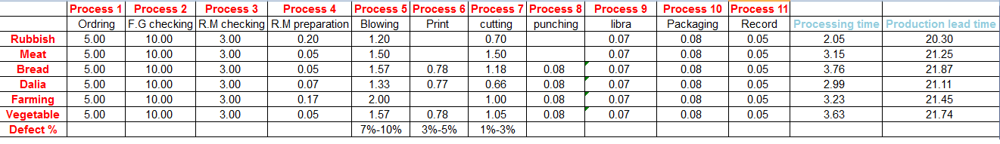 Process 1 Process 2 Process 3 Process 4 Process 5 Process 6 Process 7 Process 8 Process 9 Process 10 Process 11
Ordring F.G checking R.M checking R.M preparation Blowing Print cutting punching libra Packaging Record Processing time Production lead time
Rubbish 5.00 10.00 3.00 0.20 1.20 0.70 0.07 0.08 0.05 2.05 20.30
Meat 5.00 10.00 3.00 0.05 1.50 1.50 0.07 0.08 0.05 3.15 21.25
Bread 5.00 10.00 3.00 0.05 1.57 0.78 1.18 0.08 0.07 0.08 0.05 3.76 21.87
Dalia 5.00 10.00 3.00 0.07 1.33 0.77 0.66 0.08 0.07 0.08 0.05 2.99 21.11
Farming 5.00 10.00 3.00 0.17 2.00 1.00 0.08 0.07 0.08 0.05 3.23 21.45
Vegetable 5.00 10.00 3.00 0.05 1.57 0.78 1.05 0.08 0.07 0.08 0.05 3.63 21.74
Defect % 7%-10% 3%-5% 1%-3%